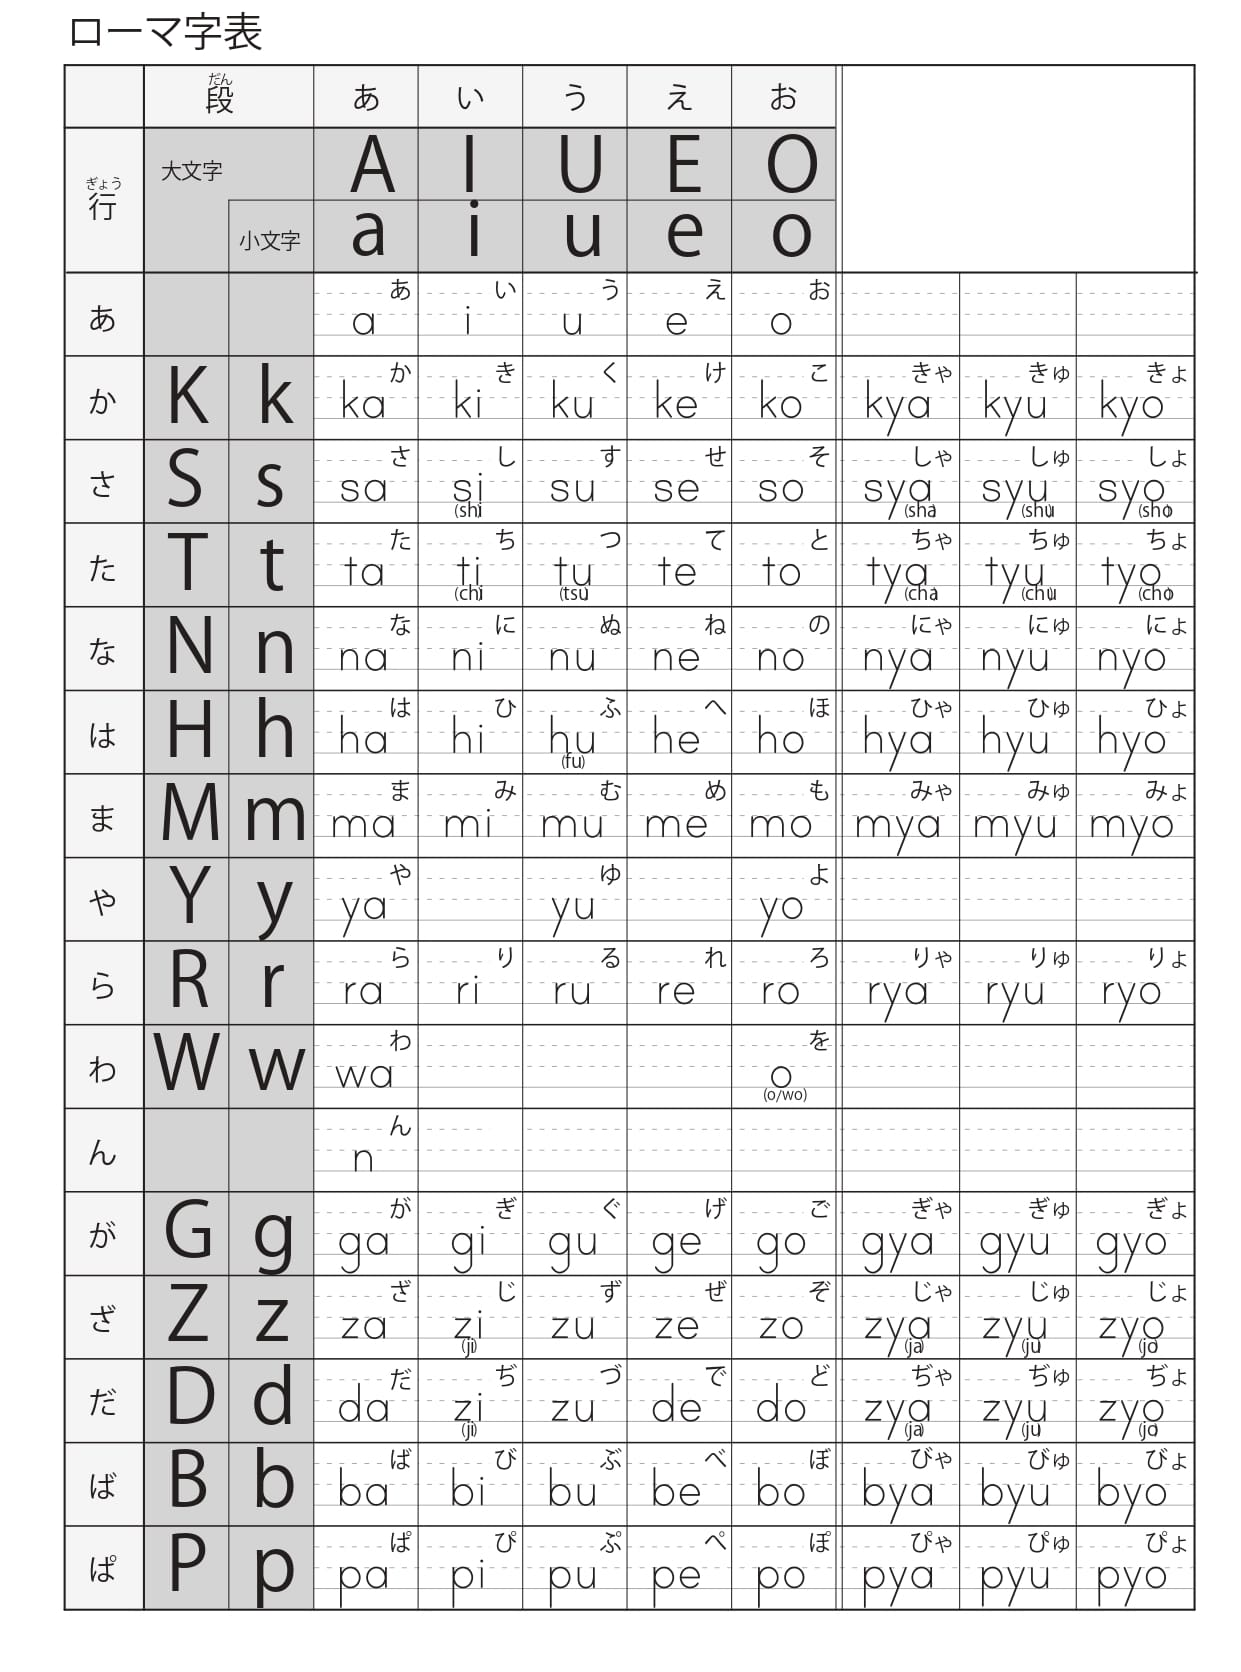 ローマ字表
だん
段 あ い う え お
ぎょう
行 大文字 A I U E O
小文字 a i u e o
あ あ い う え お
a i u e o
か K k か き く け こ きゃ きゅ きょ
ka ki ku ke ko kya kyu kyo
さ S s さ し す せ そ しゃ しゅ しょ
sa si su se so sya syu syo
(shi) (sha) (shu) (sho)
た T t た ち つ て と ちゃ ちゅ ちょ
ta ti tu te to tya tyu tyo
(chi) (tsu) (cha) (chu) (cho)
な N n な に ぬ ね の にゃ にゅ にょ
na ni nu ne no nya nyu nyo
は H h は ひ ふ へ ほ ひゃ ひゅ ひょ
ha hi hu he ho hya hyu hyo
(fu)
ま M m ま み む め も みゃ みゅ みょ
ma mi mu me mo mya myu myo
や Y y や ゆ よ
ya yu yo
ら R r ら り る れ ろ りゃ りゅ りょ
ra ri ru re ro rya ryu ryo
わ W w わ を
wa o
(o/wo)
ん ん
n
が G g が ぎ ぐ げ ご ぎゃ ぎゅ ぎょ
ga gi gu ge go gya gyu gyo
ざ Z z ざ じ ず ぜ ぞ じゃ じゅ じょ
za zi zu ze zo zya zyu zyo
(ji) (ja) (ju) (jo)
だ D d だ ぢ づ で ど ぢゃ ぢゅ ぢょ
da zi zu de do zya zyu zyo
(ji) (ja) (ju) (jo)
ば B b ば び ぶ べ ぼ びゃ びゅ びょ
ba bi bu be bo bya byu byo
ぱ P p ぱ ぴ ぷ ぺ ぽ ぴゃ ぴゅ ぴょ
pa pi pu pe po pya pyu pyo